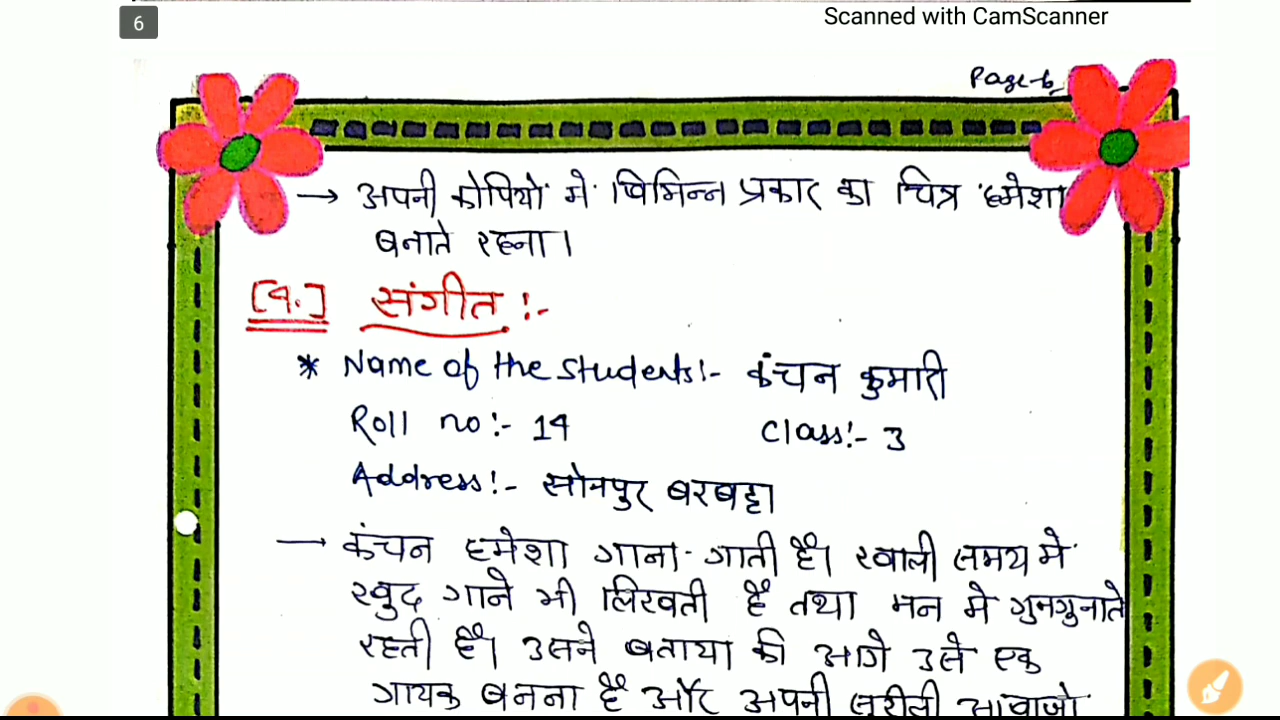 6
Scanned with CamScanner
Page-6
→ अपनी कोपियों में विभिन्न प्रकार का चित्र हमेशा
बनाते रहना।
[4.] संगीत :-
* Name of the students:- कंचन कुमारी
Roll no:- 14 Class:- 3
Address:- सोनपुर बरबट्टा
→ कंचन हमेशा गाना-गाती है। खाली समय में
खुद गाने भी लिखती है तथा मन में गुनगुनाते
रहती है। उसने बताया की आगे उसे एक
गायक बनना है और अपनी सुरीली आवाजो